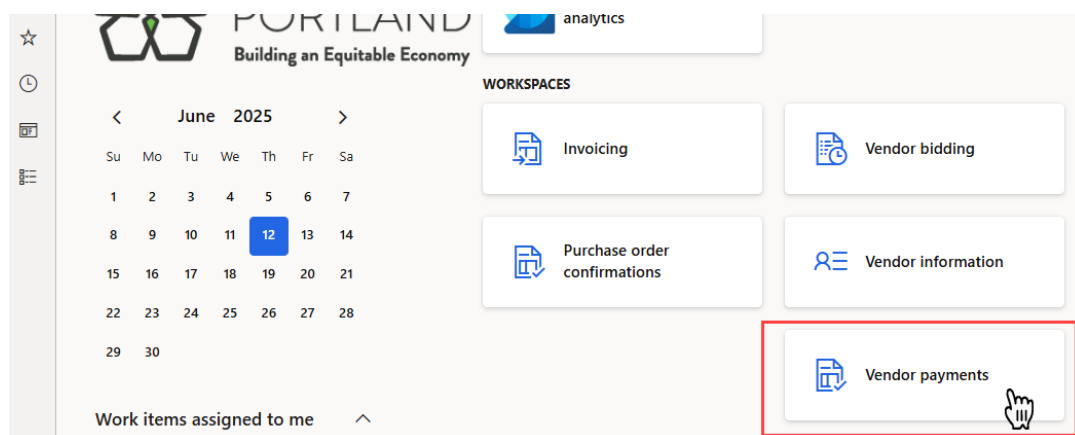 PORTLAND
Building an Equitable Economy
analytics
WORKSPACES
June 2025
Su Mo Tu We Th Fr Sa
1 2 3 4 5 6 7
8 9 10 11 12 13 14
15 16 17 18 19 20 21
22 23 24 25 26 27 28
29 30
Work items assigned to me
Invoicing
Vendor bidding
Purchase order
confirmations
Vendor information
Vendor payments